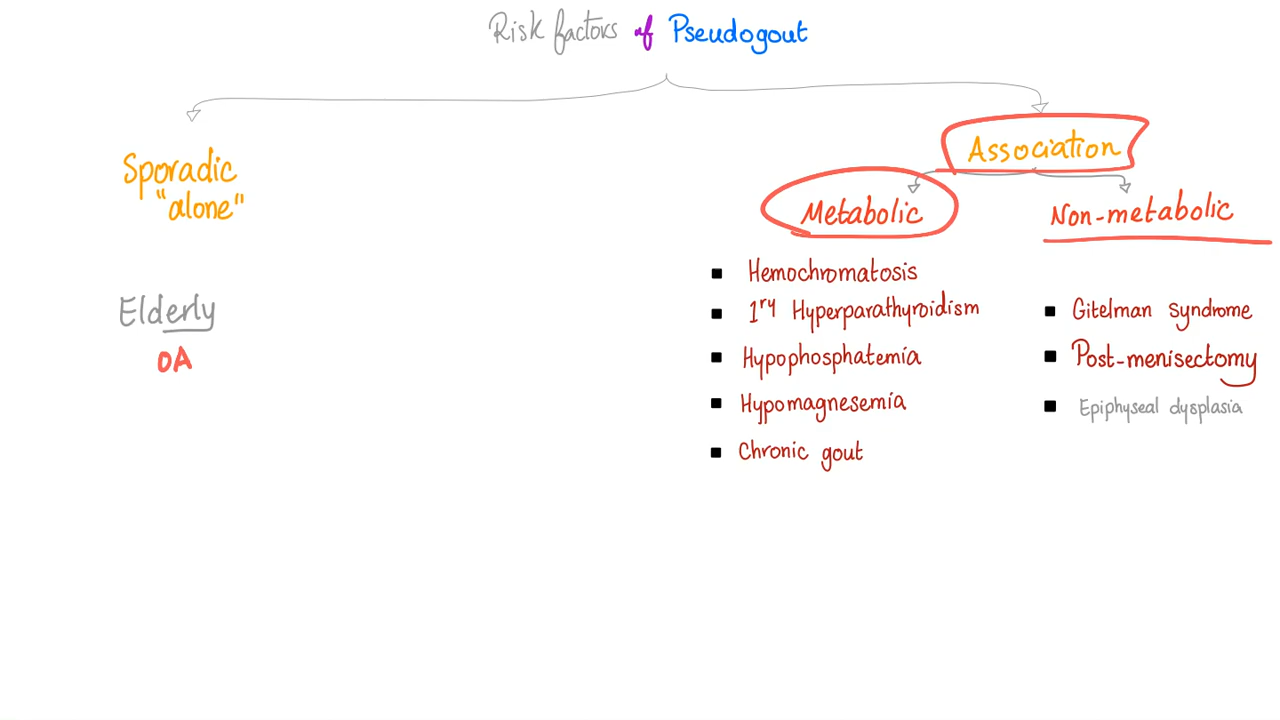 Risk factors of Pseudogout
Sporadic
"alone"
Elderly
OA
Association
Metabolic
Hemochromatosis
1ry Hyperparathyroidism
Hypophosphatemia
Hypomagnesemia
Chronic gout
Non-metabolic
Gitelman syndrome
Post-menisectomy
Epiphyseal dysplasia